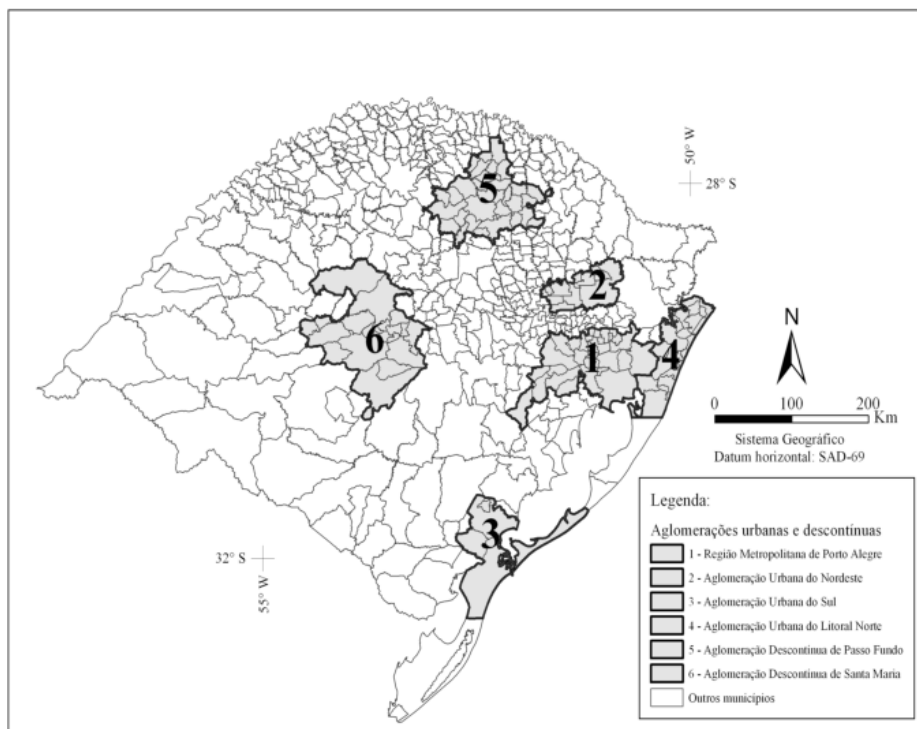 50° W
28° S
5
2
6
1
4
N
0 100 200
Km
Sistema Geográfico
Datum horizontal: SAD-69
3
32° S
55° W
Legenda:
Aglomerações urbanas e descontínuas
1 - Região Metropolitana de Porto Alegre
2 - Aglomeração Urbana do Nordeste
3 - Aglomeração Urbana do Sul
4 - Aglomeração Urbana do Litoral Norte
5 - Aglomeração Descontínua de Passo Fundo
6 - Aglomeração Descontínua de Santa Maria
Outros municípios